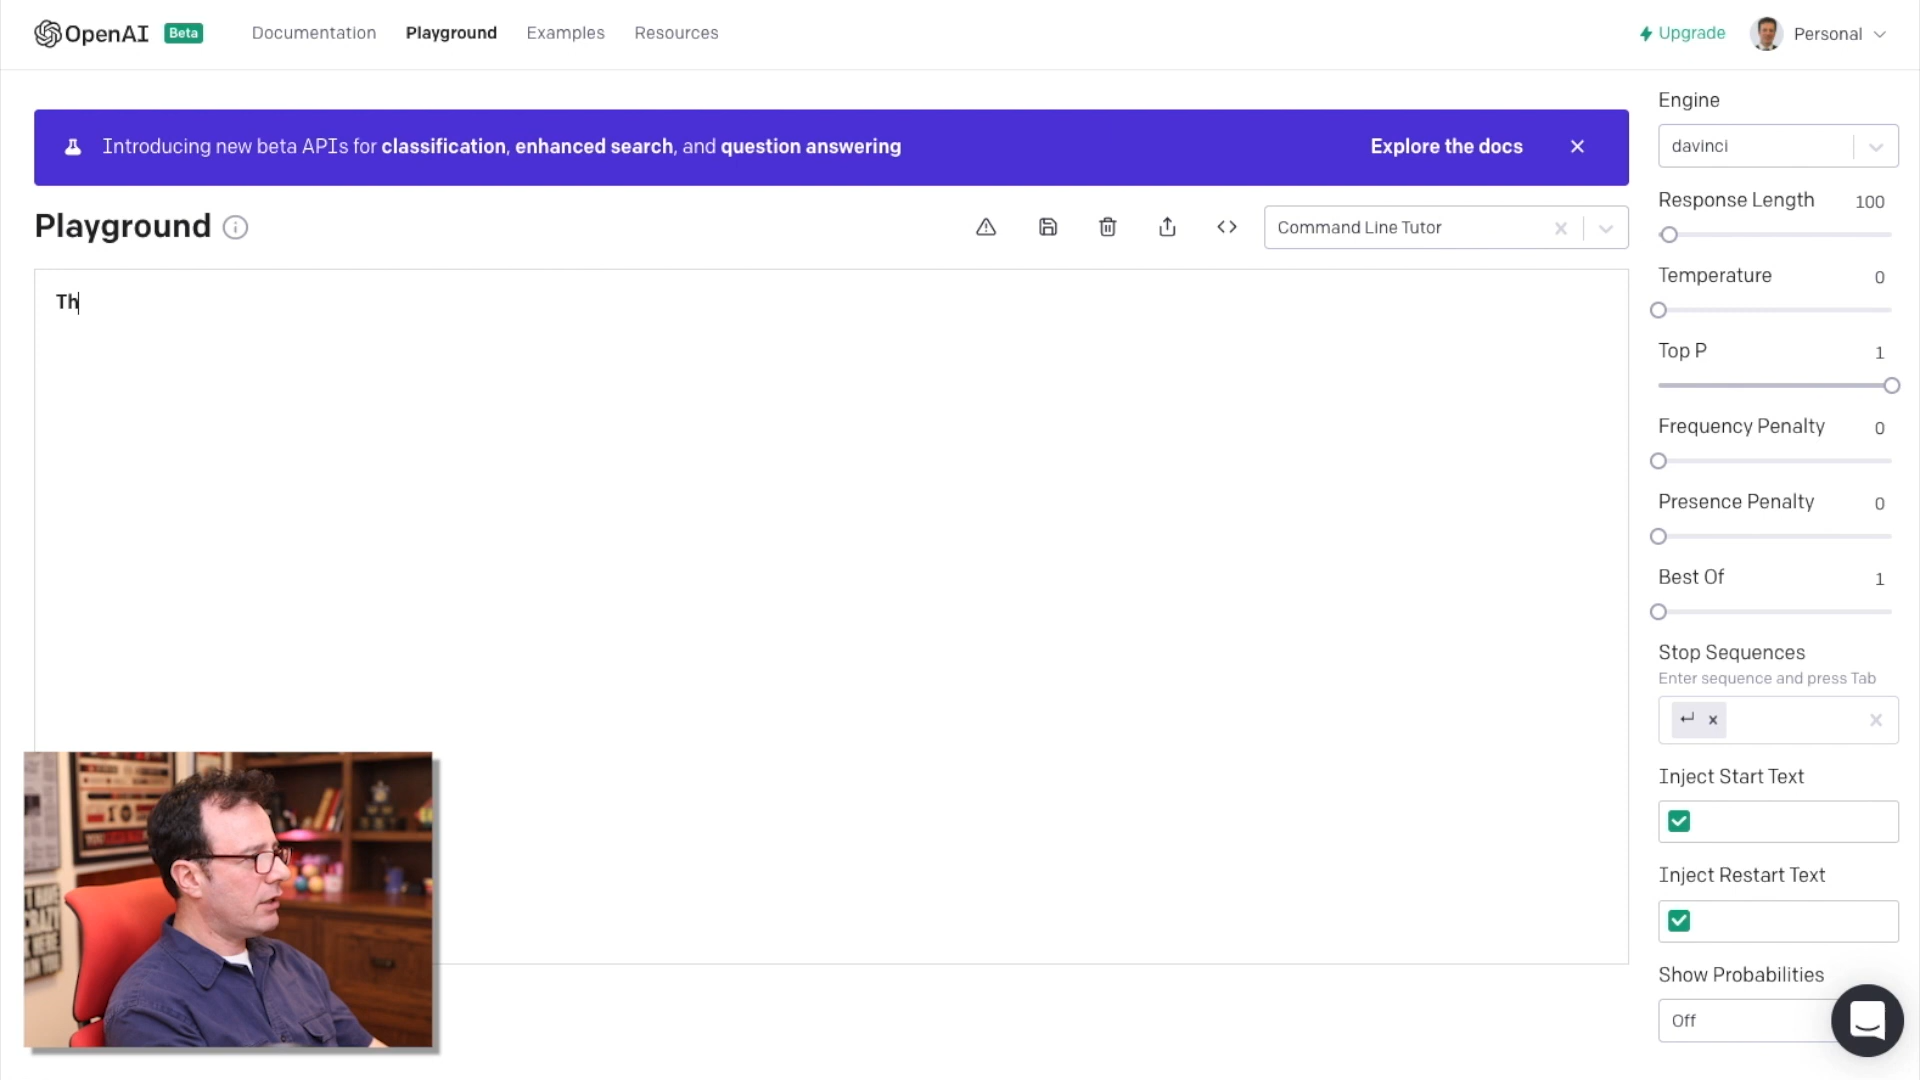 OpenAI Beta Documentation Playground Examples Resources Upgrade Personal
Introducing new beta APIs for classification, enhanced search, and question answering Explore the docs
Playground
Command Line Tutor
Th
Engine
davinci
Response Length 100
Temperature 0
Top P 1
Frequency Penalty 0
Presence Penalty 0
Best Of 1
Stop Sequences
Enter sequence and press Tab
Inject Start Text
Inject Restart Text
Show Probabilities
Off